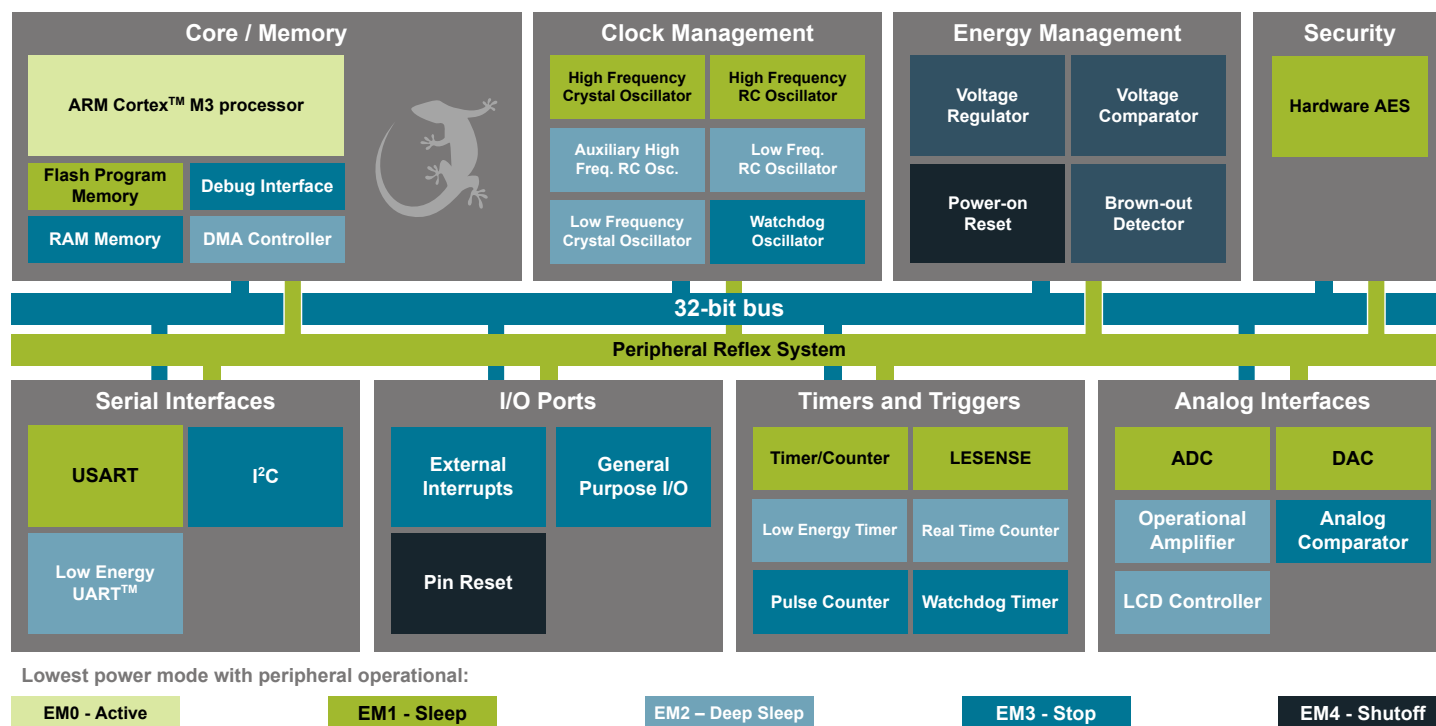 Core / Memory
ARM Cortex™ M3 processor
Flash Program
Memory
Debug Interface
RAM Memory
DMA Controller
Clock Management
High Frequency
Crystal Oscillator
High Frequency
RC Oscillator
Auxiliary High
Freq. RC Osc.
Low Freq.
RC Oscillator
Low Frequency
Crystal Oscillator
Watchdog
Oscillator
Energy Management
Voltage
Regulator
Voltage
Comparator
Power-on
Reset
Brown-out
Detector
Security
Hardware AES
32-bit bus
Peripheral Reflex System
Serial Interfaces
USART
I²C
Low Energy
UART™
I/O Ports
External
Interrupts
General
Purpose I/O
Pin Reset
Timers and Triggers
Timer/Counter
LESENSE
Low Energy Timer
Real Time Counter
Pulse Counter
Watchdog Timer
Analog Interfaces
ADC
DAC
Operational
Amplifier
Analog
Comparator
LCD Controller
Lowest power mode with peripheral operational:
EM0 - Active
EM1 - Sleep
EM2 – Deep Sleep
EM3 - Stop
EM4 - Shutoff